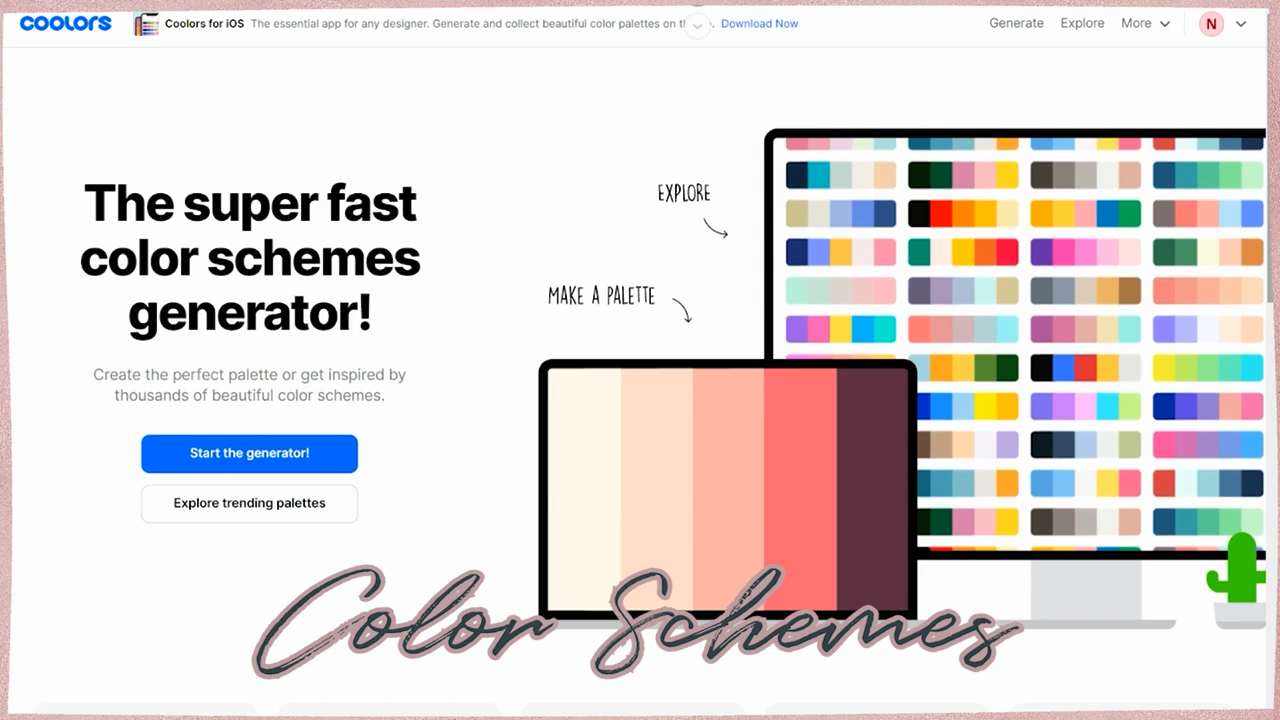 coolors
Coolors for iOS The essential app for any designer. Generate and collect beautiful color palettes on Download Now
Generate Explore More N
The super fast
color schemes
generator!
Create the perfect palette or get inspired by
thousands of beautiful color schemes.
Start the generator!
Explore trending palettes
EXPLORE
MAKE A PALETTE
Color Schemes